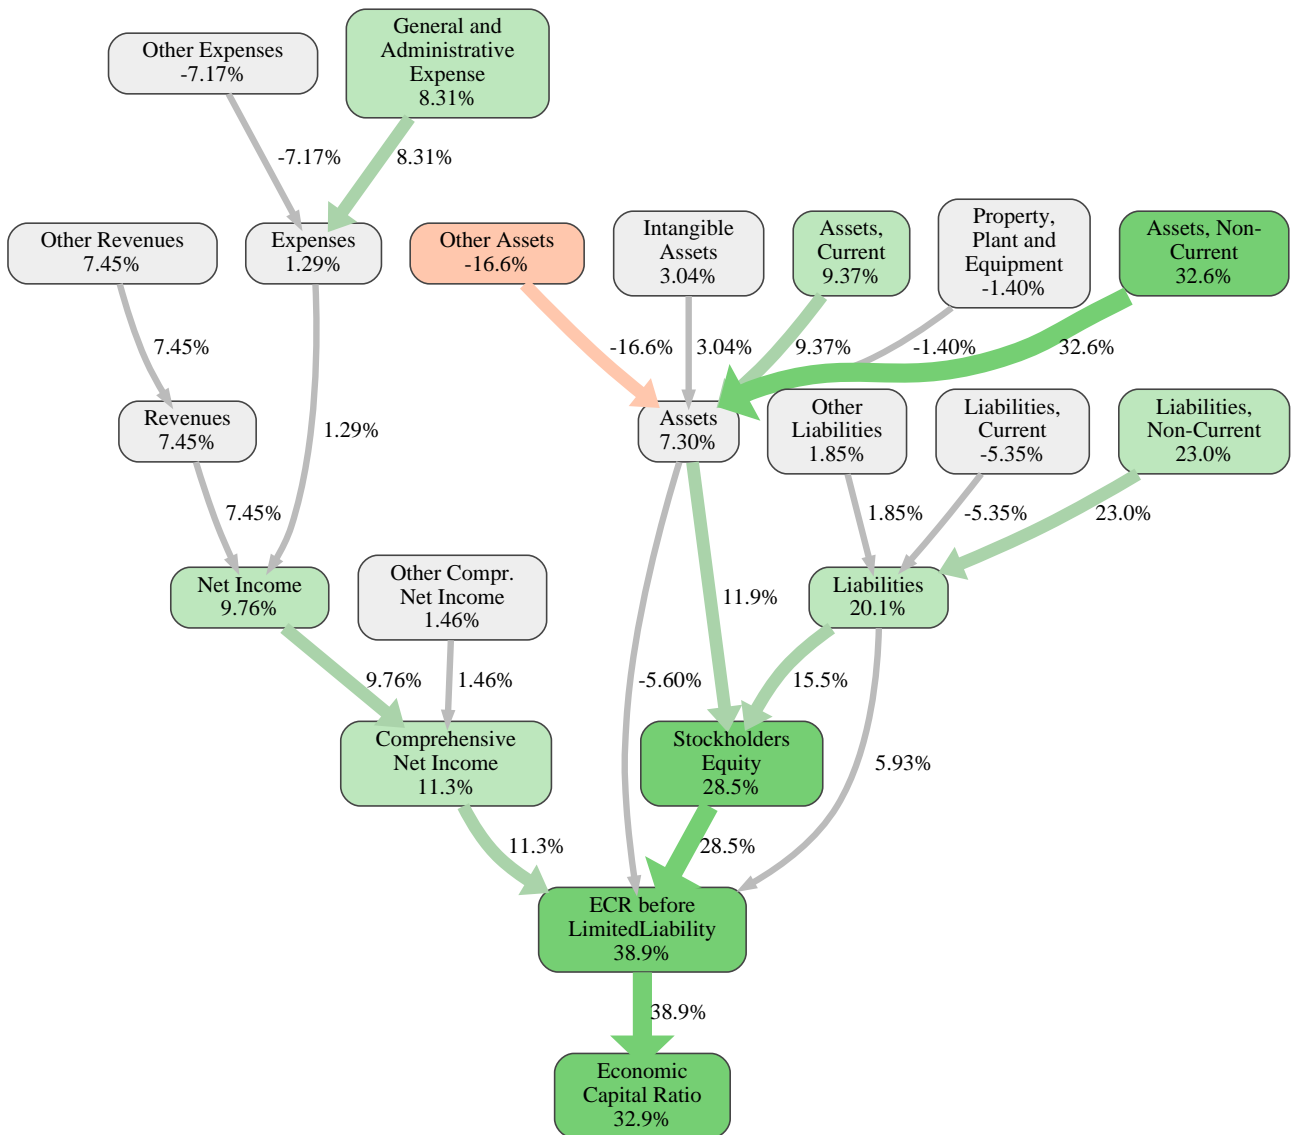 Other Expenses
-7.17%
General and
Administrative
Expense
8.31%
-7.17%
8.31%
Other Revenues
7.45%
Expenses
1.29%
Other Assets
-16.6%
Intangible
Assets
3.04%
Assets,
Current
9.37%
Property,
Plant and
Equipment
-1.40%
Assets, Non-
Current
32.6%
7.45%
-16.6%
3.04%
9.37%
-1.40%
32.6%
Revenues
7.45%
1.29%
Assets
7.30%
Other
Liabilities
1.85%
Liabilities,
Current
-5.35%
Liabilities,
Non-Current
23.0%
7.45%
1.85%
-5.35%
23.0%
Net Income
9.76%
Other Compr.
Net Income
1.46%
11.9%
Liabilities
20.1%
9.76%
1.46%
-5.60%
15.5%
Comprehensive
Net Income
11.3%
Stockholders
Equity
28.5%
5.93%
11.3%
28.5%
ECR before
LimitedLiability
38.9%
38.9%
Economic
Capital Ratio
32.9%